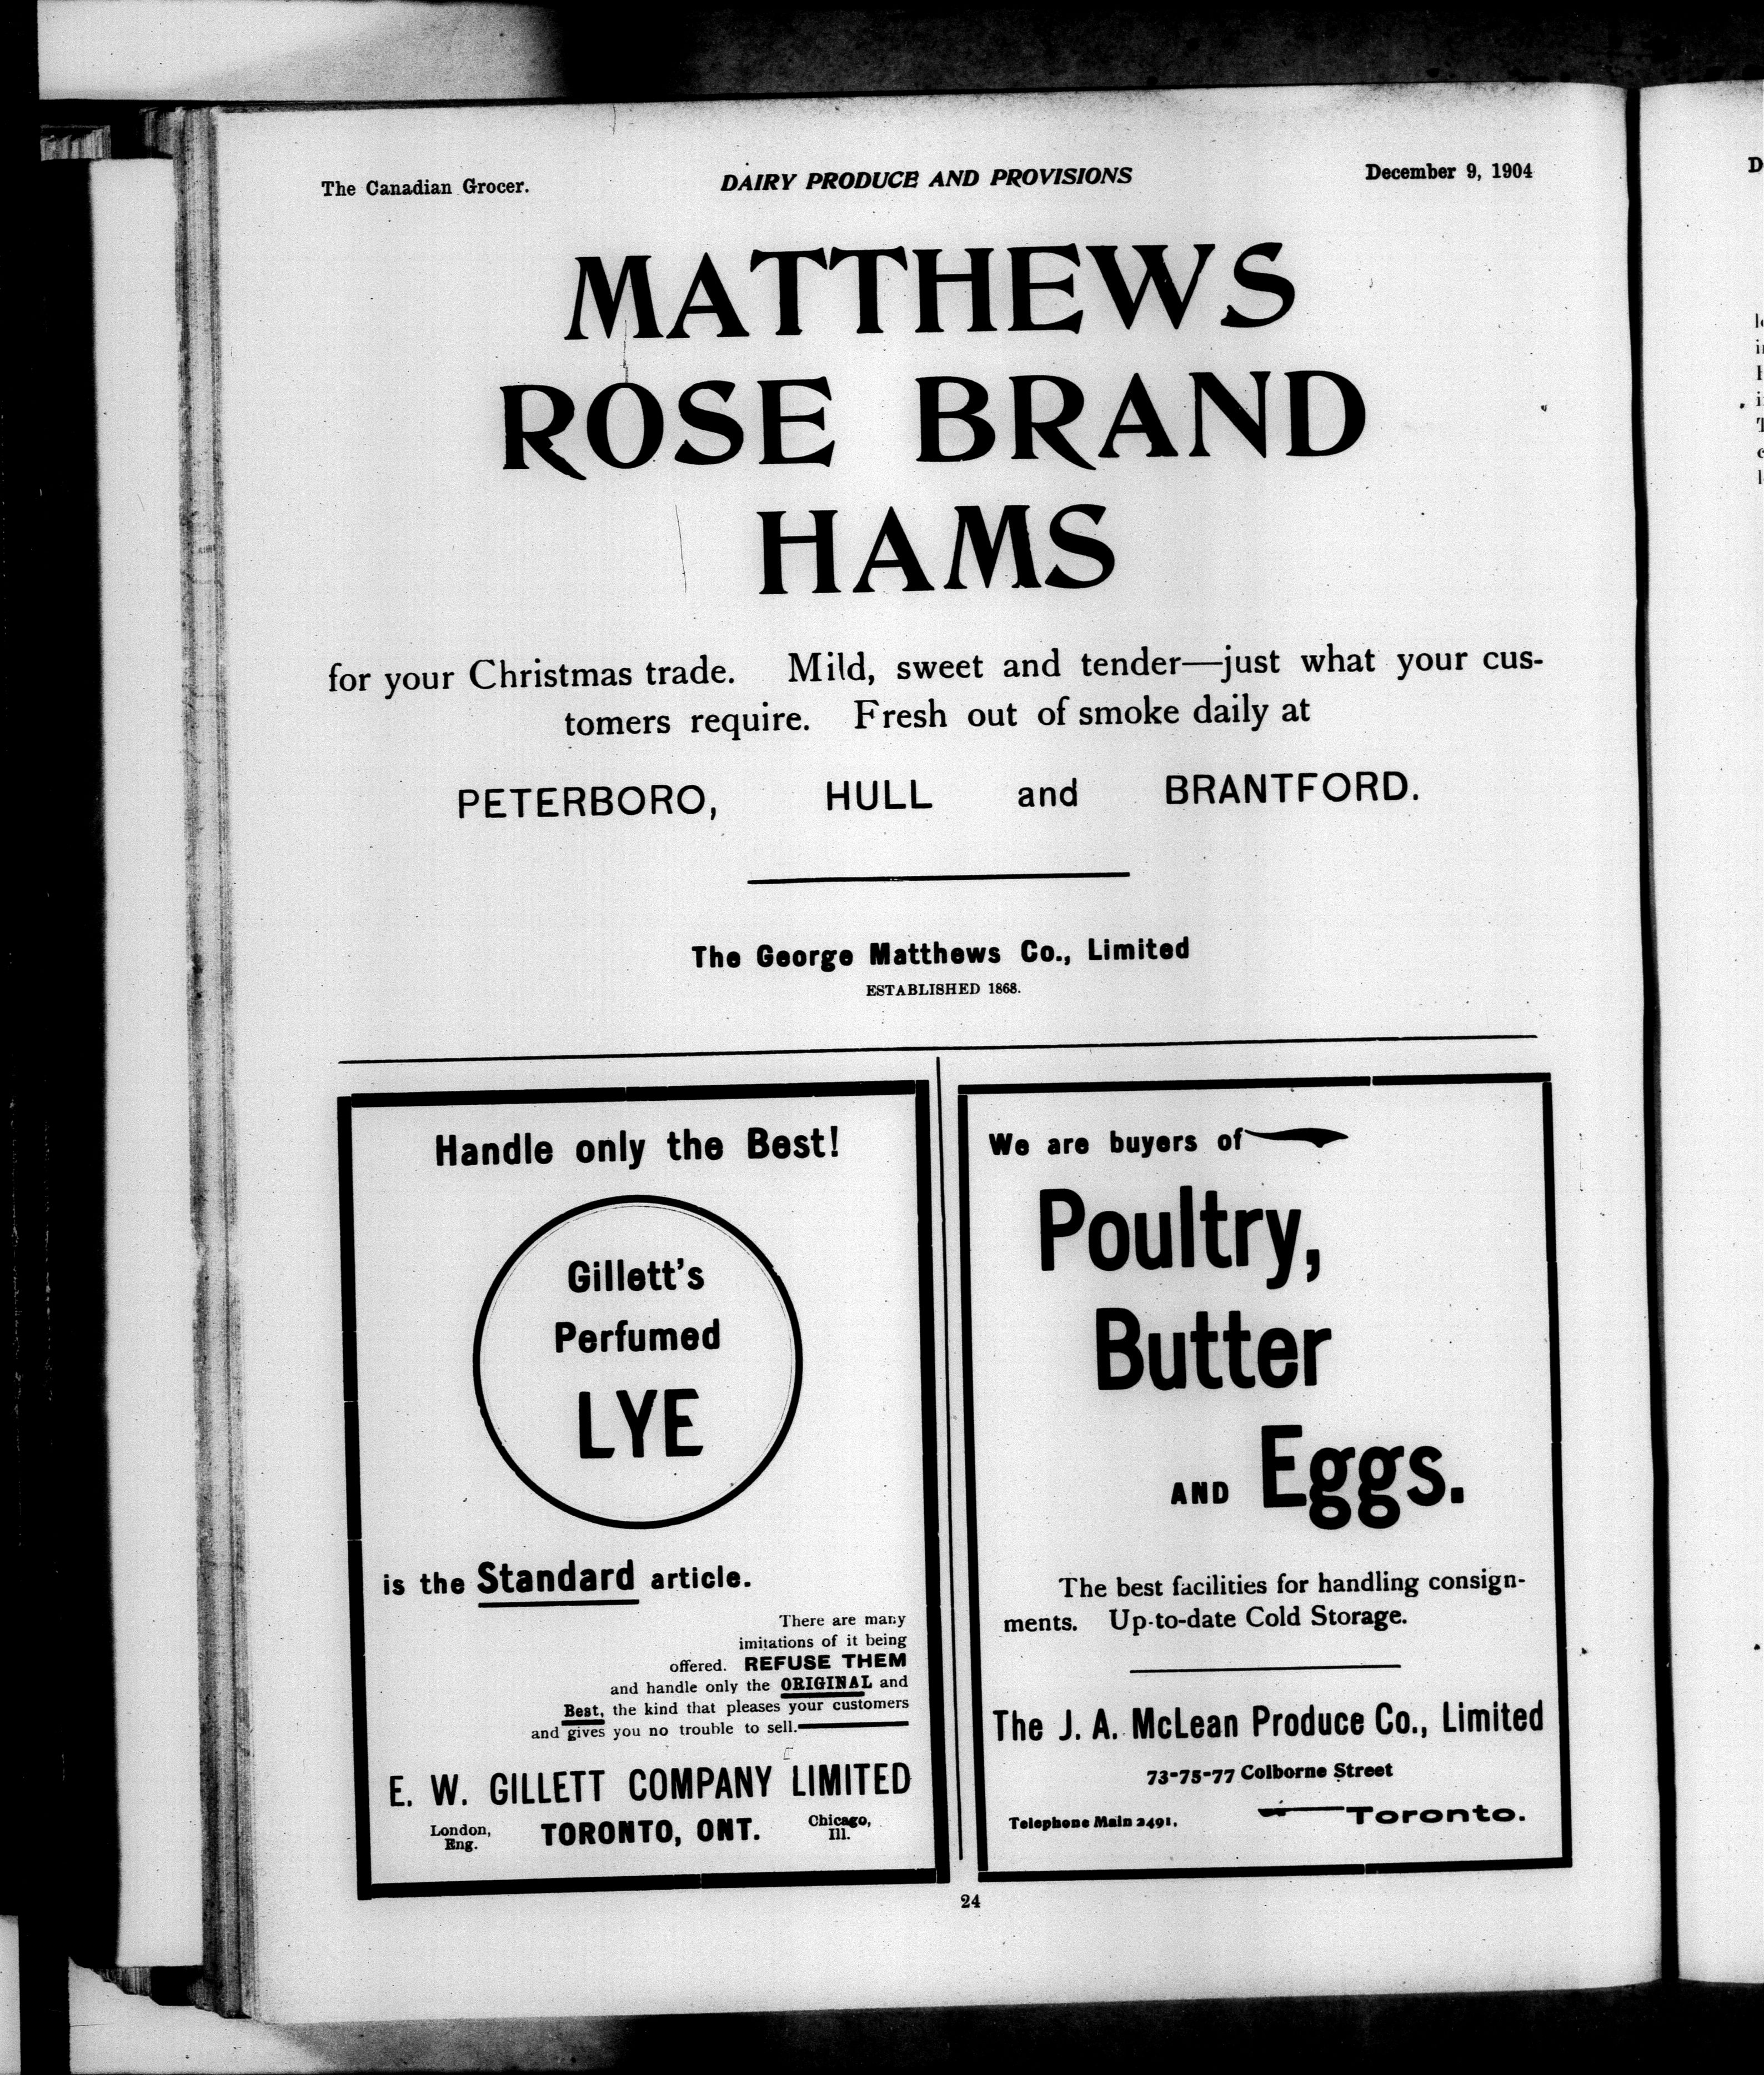 The Canadian Grocer.
DAIRY PRODUCE AND PROVISIONS
December 9, 1904
MATTHEWS
ROSE BRAND
HAMS
for your Christmas trade. Mild, sweet and tender—just what your cus-
tomers require. Fresh out of smoke daily at
PETERBORO, HULL and BRANTFORD.
The George Matthews Co., Limited
ESTABLISHED 1868.
Handle only the Best!
Gillett's
Perfumed
LYE
is the Standard article.
There are many
imitations of it being
offered. REFUSE THEM
and handle only the ORIGINAL and
Best, the kind that pleases your customers
and gives you no trouble to sell.
E. W. GILLETT COMPANY LIMITED
London,
Eng.
TORONTO, ONT.
Chicago,
Ill.
We are buyers of
Poultry,
Butter
AND Eggs.
The best facilities for handling consign-
ments. Up-to-date Cold Storage.
The J. A. McLean Produce Co., Limited
73-75-77 Colborne Street
Telephone Main 2491.
Toronto.
24